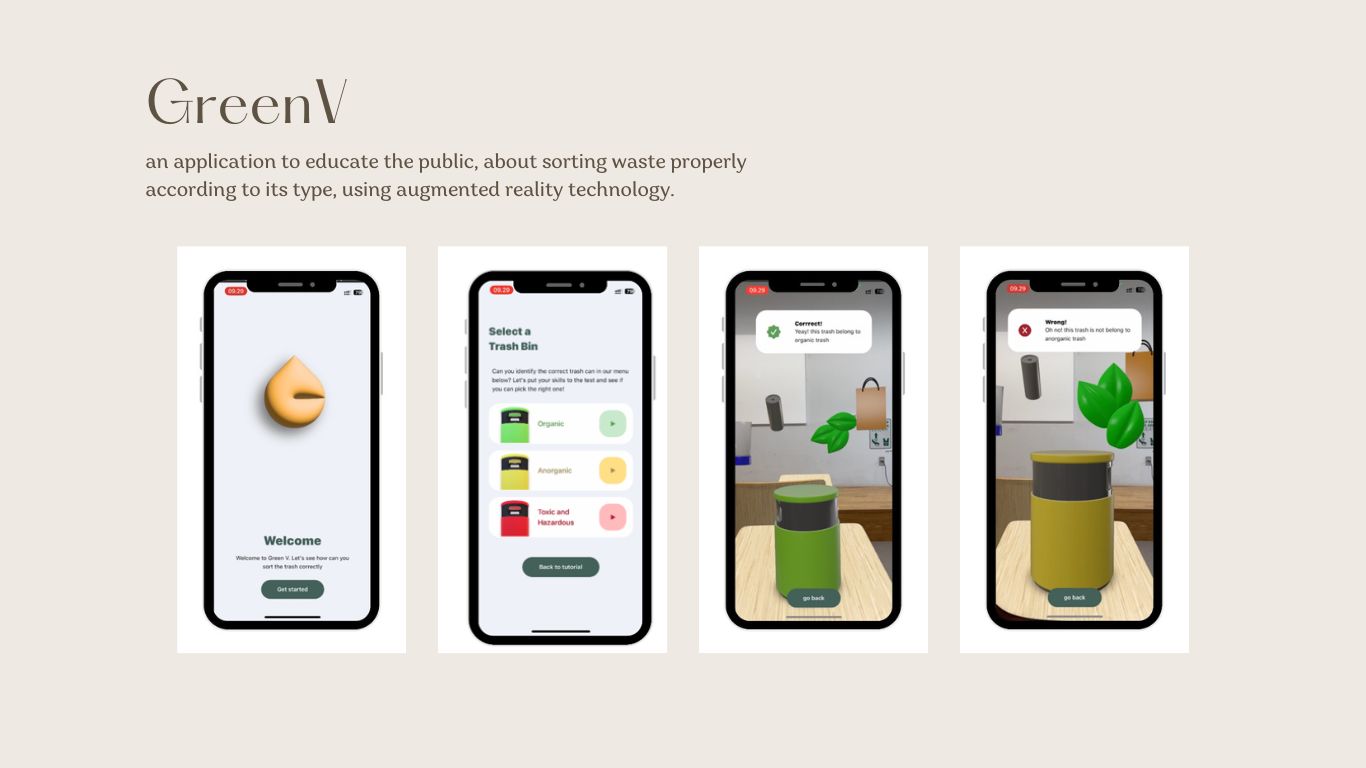 GreenV
an application to educate the public, about sorting waste properly
according to its type, using augmented reality technology.
09.29
Welcome
Welcome to Green V. Let's see how can you
sort the trash correctly
Get started
09.29
Select a
Trash Bin
Can you identify the correct trash can in our menu
below? Let's put your skills to the test and see if
you can pick the right one!
Organic
Anorganic
Toxic and
Hazardous
Back to tutorial
09.29
Corrrect!
Yeay! this trash belong to
organic trash
go back
09.29
Wrong!
Oh no! this trash is not belong to
anorganic trash
go back